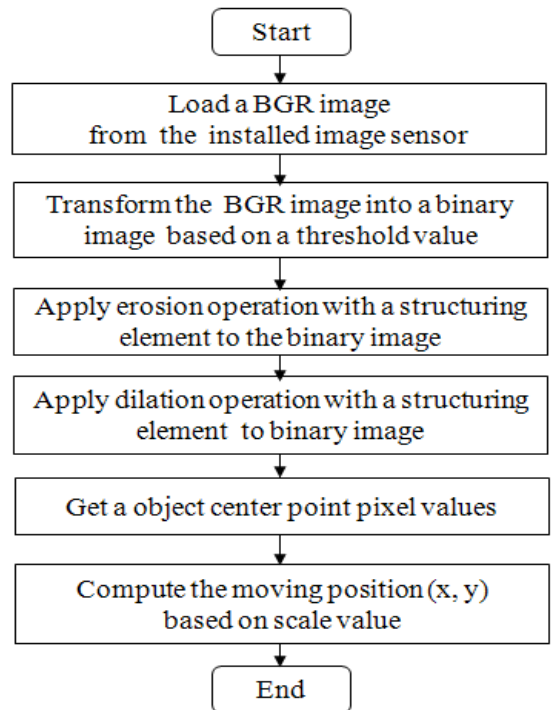 Start
Load a BGR image
from the installed image sensor
Transform the BGR image into a binary
image based on a threshold value
Apply erosion operation with a structuring
element to the binary image
Apply dilation operation with a structuring
element to binary image
Get a object center point pixel values
Compute the moving position (x, y)
based on scale value
End